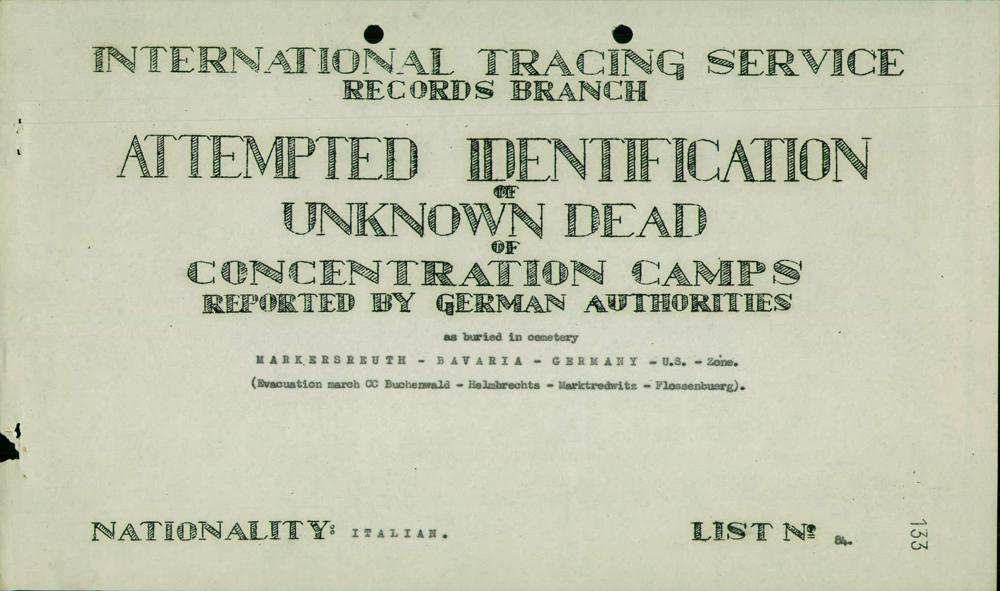 INTERNATIONAL TRACING SERVICE
RECORDS BRANCH
ATTEMPTED IDENTIFICATION
OF
UNKNOWN DEAD
OF
CONCENTRATION CAMPS
REPORTED BY GERMAN AUTHORITIES
as buried in cemetery
MARKERSREUTH - BAVARIA - GERMANY - U.S. - Zone.
(Evacuation march CC Buchenwald - Helmbrechts - Marktredwitz - Flossenbuerg).
NATIONALITY: ITALIAN. LIST Nº 84.
133